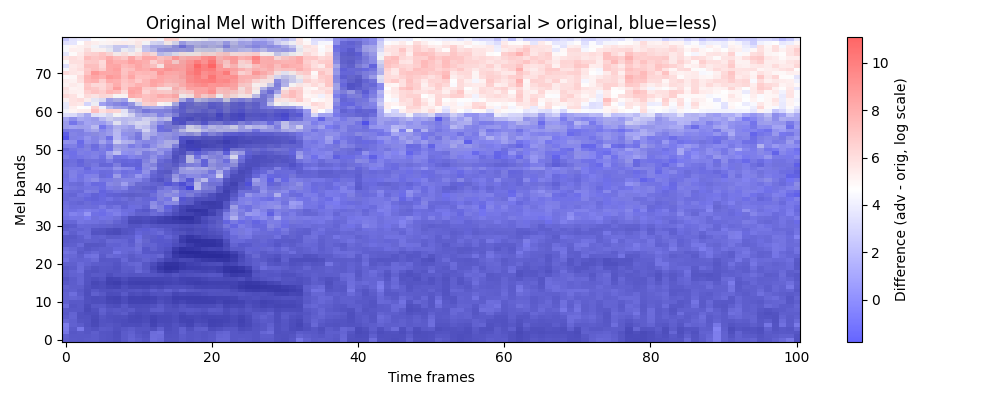 Original Mel with Differences (red=adversarial > original, blue=less)
Mel bands
70
60
50
40
30
20
10
0
0 20 40 60 80 100
Time frames
10
8
6
4
2
0
Difference (adv - orig, log scale)